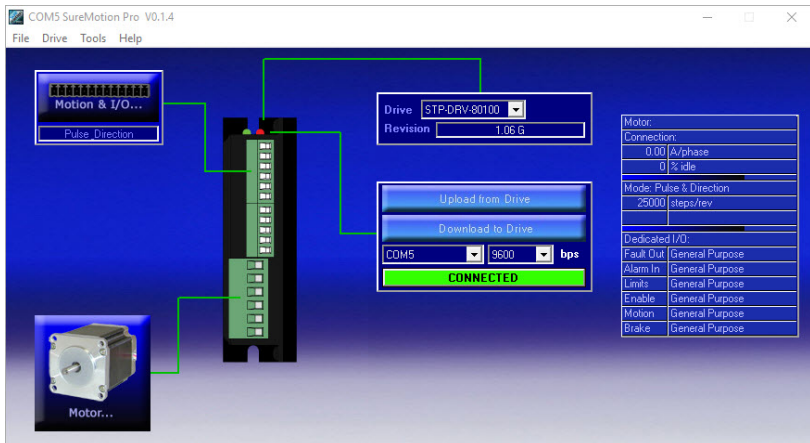 COM5 SureMotion Pro V0.1.4
File Drive Tools Help
Motion & I/O...
Pulse_Direction
Drive STP-DRV-80100
Revision 1.06 G
Upload from Drive
Download to Drive
COM5 9600 bps
CONNECTED
Motor...
Motor:
Connection:
0.00 A/phase
0 % idle
Mode: Pulse & Direction
25000 steps/rev
Dedicated I/O:
Fault Out General Purpose
Alarm In General Purpose
Limits General Purpose
Enable General Purpose
Motion General Purpose
Brake General Purpose